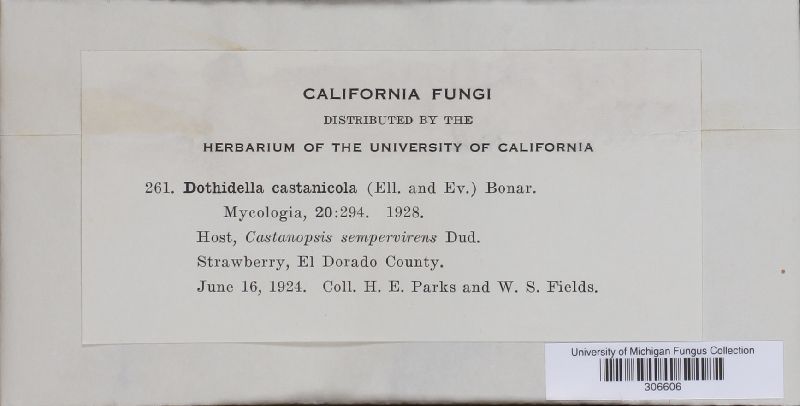 CALIFORNIA FUNGI
DISTRIBUTED BY THE
HERBARIUM OF THE UNIVERSITY OF CALIFORNIA
261. Dothidella castanicola (Ell. and Ev.) Bonar.
Mycologia, 20:294. 1928.
Host, Castanopsis sempervirens Dud.
Strawberry, El Dorado County.
June 16, 1924. Coll. H. E. Parks and W. S. Fields.
University of Michigan Fungus Collection
306606